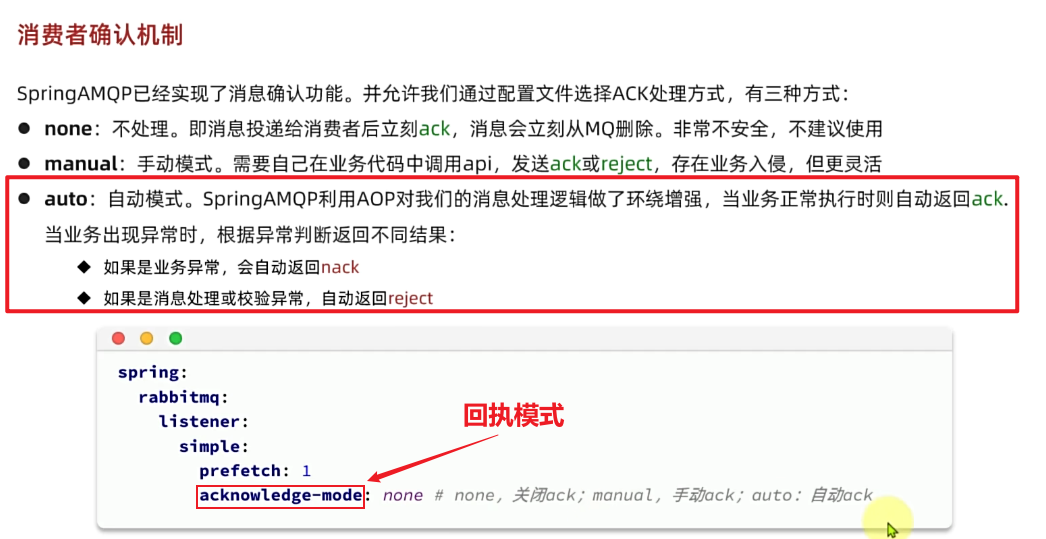 消费者确认机制
SpringAMQP已经实现了消息确认功能。并允许我们通过配置文件选择ACK处理方式，有三种方式：
● none：不处理。即消息投递给消费者后立刻ack，消息会立刻从MQ删除。非常不安全，不建议使用
● manual：手动模式。需要自己在业务代码中调用api，发送ack或reject，存在业务入侵，但更灵活
● auto：自动模式。SpringAMQP利用AOP对我们的消息处理逻辑做了环绕增强，当业务正常执行时则自动返回ack.
当业务出现异常时，根据异常判断返回不同结果：
◆ 如果是业务异常，会自动返回nack
◆ 如果是消息处理或校验异常，自动返回reject
spring:
rabbitmq:
listener:
simple:
prefetch: 1
回执模式
acknowledge-mode: none # none，关闭ack；manual，手动ack；auto：自动ack